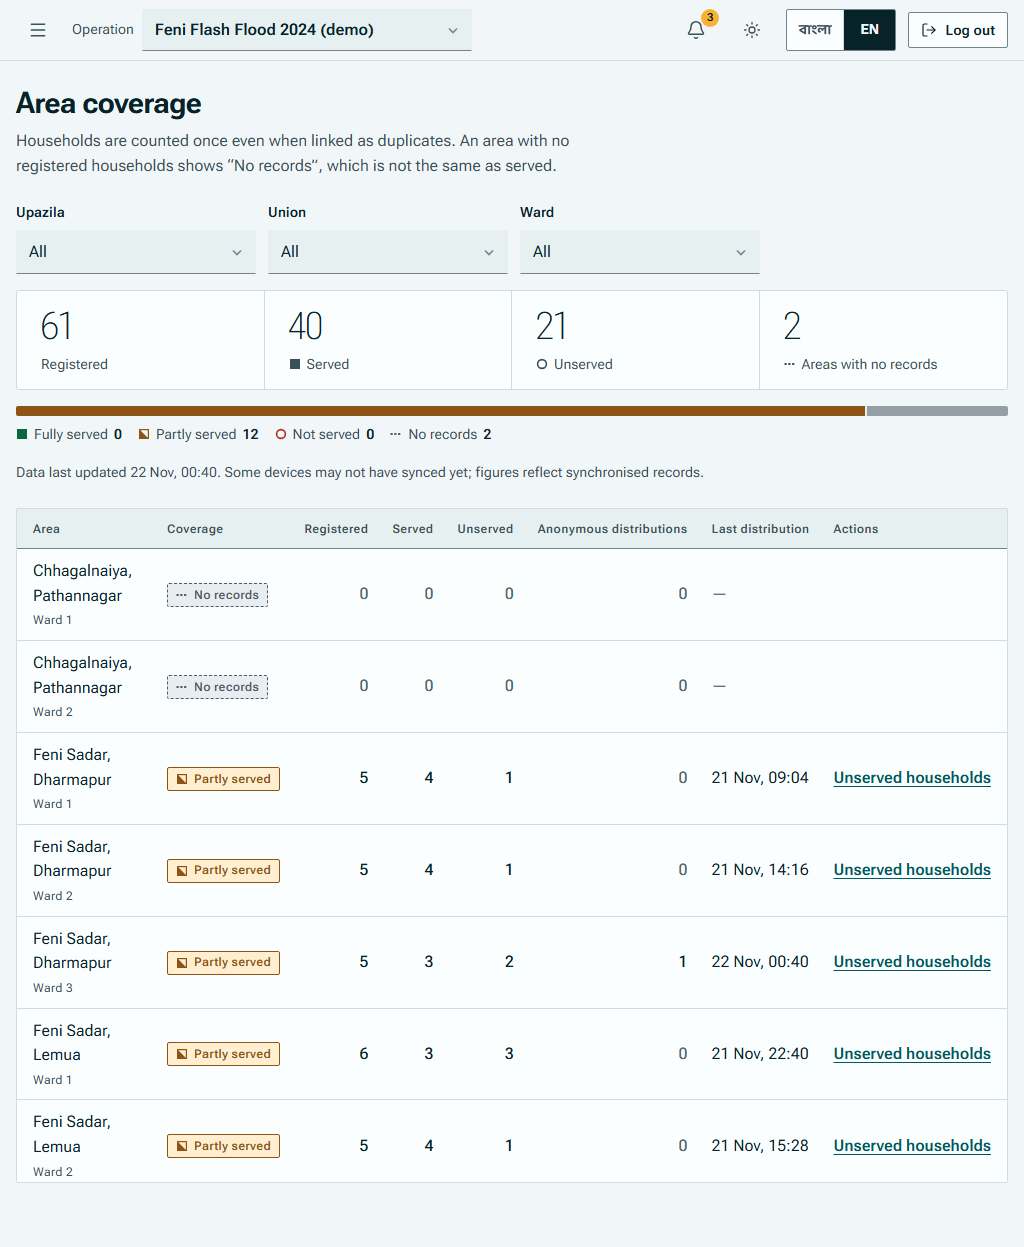 Operation Feni Flash Flood 2024 (demo) 3 বাংলা EN Log out
Area coverage
Households are counted once even when linked as duplicates. An area with no
registered households shows “No records”, which is not the same as served.
Upazila Union Ward
All All All
61 40 21 2
Registered Served Unserved Areas with no records
Fully served 0 Partly served 12 Not served 0 No records 2
Data last updated 22 Nov, 00:40. Some devices may not have synced yet; figures reflect synchronised records.
Area Coverage Registered Served Unserved Anonymous distributions Last distribution Actions
Chhagalnaiya,
Pathannagar
Ward 1
No records 0 0 0 0 —
Chhagalnaiya,
Pathannagar
Ward 2
No records 0 0 0 0 —
Feni Sadar,
Dharmapur
Ward 1
Partly served 5 4 1 0 21 Nov, 09:04 Unserved households
Feni Sadar,
Dharmapur
Ward 2
Partly served 5 4 1 0 21 Nov, 14:16 Unserved households
Feni Sadar,
Dharmapur
Ward 3
Partly served 5 3 2 1 22 Nov, 00:40 Unserved households
Feni Sadar,
Lemua
Ward 1
Partly served 6 3 3 0 21 Nov, 22:40 Unserved households
Feni Sadar,
Lemua
Ward 2
Partly served 5 4 1 0 21 Nov, 15:28 Unserved households